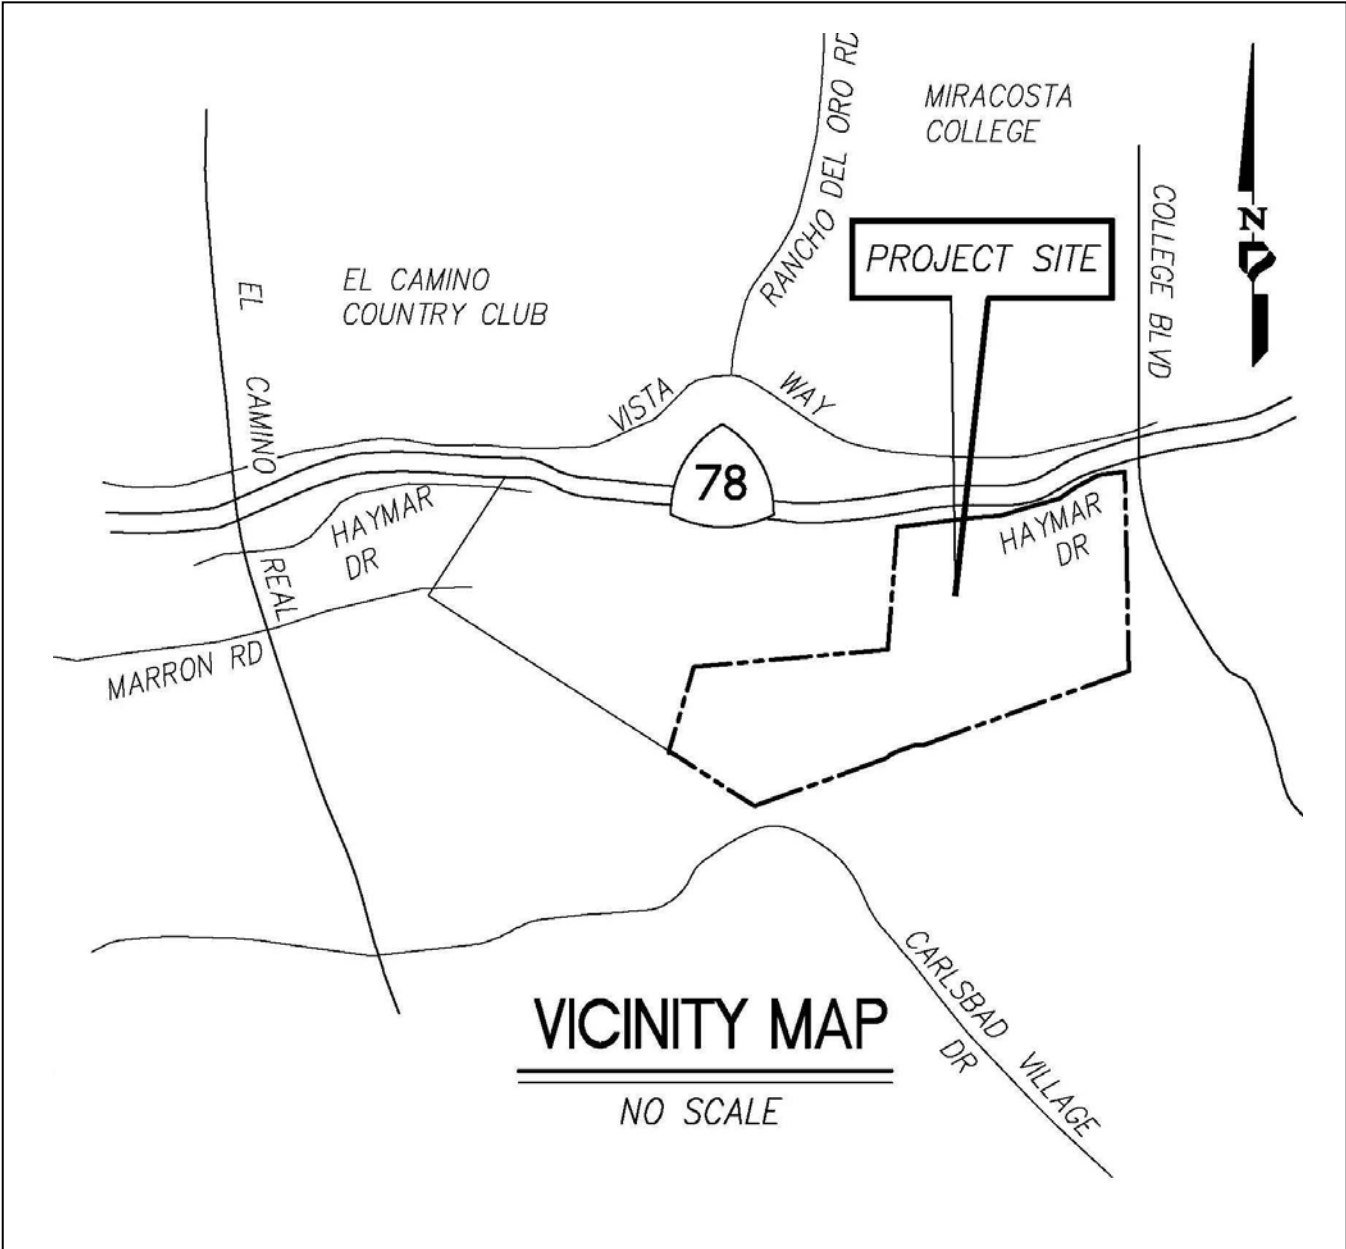 RANCHO DEL ORO RD
MIRACOSTA
COLLEGE
COLLEGE BLVD
N
PROJECT SITE
EL CAMINO REAL
EL CAMINO
COUNTRY CLUB
VISTA WAY
78
HAYMAR
DR
HAYMAR
DR
MARRON RD
CARLSBAD VILLAGE
DR
VICINITY MAP
NO SCALE